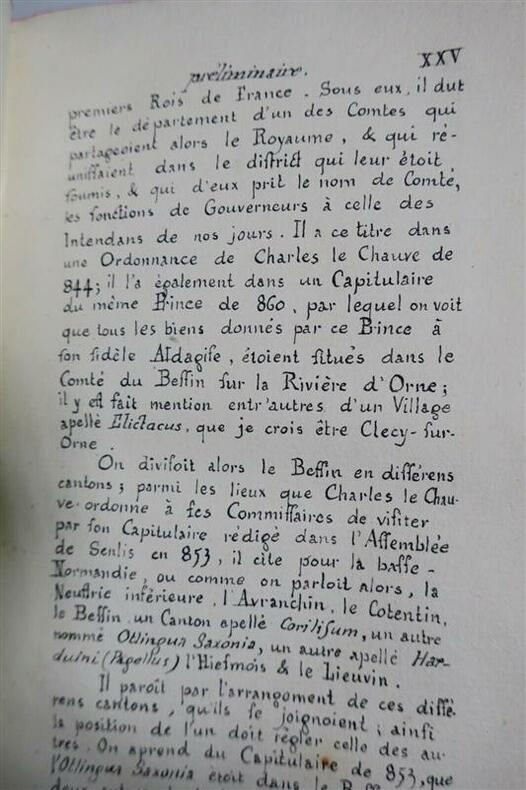 préliminaire.
XXV
premiers Rois de France. Sous eux, il dut
être le département d'un des Comtes qui
partageoient alors le Royaume, & qui ré-
uniſſaient dans le diſtrict qui leur étoit
ſoumis, & qui d'eux prit le nom de Comté,
les fonctions de Gouverneurs à celle des
Intendans de nos jours. Il a ce titre dans
une Ordonnance de Charles le Chauve de
844; il l'a également dans un Capitulaire
du même Prince de 860, par lequel on voit
que tous les biens donnés par ce Prince à
ſon fidèle Aldagiſe, étoient ſitués dans le
Comté du Beſſin ſur la Rivière d'Orne;
il y eſt fait mention entr'autres d'un Village
apellé Elictacus, que je crois être Clecy-ſur-
Orne.
On diviſoit alors le Beſſin en différens
cantons; parmi les lieux que Charles le Chau-
ve ordonne à ſes Commiſſaires de viſiter
par ſon Capitulaire rédigé dans l'Aſſemblée
de Senlis en 853, il cite pour la baſſe-
Normandie, ou comme on parloit alors, la
Neuſtrie inférieure, l'Avranchin, le Cotentin,
le Beſſin un Canton apellé Coriliſum, un autre
nommé Otlingua Saxonia, un autre apellé Har-
duini (Pagellus) l'Hieſmois & le Lieuvin.
Il paroît par l'arrangement de ces diffé-
rens cantons, qu'ils ſe joignoient; ainſi
la poſition de l'un doit régler celle des au-
tres. On aprend du Capitulaire de 853, que
l'Otlingua Saxonia étoit dans le